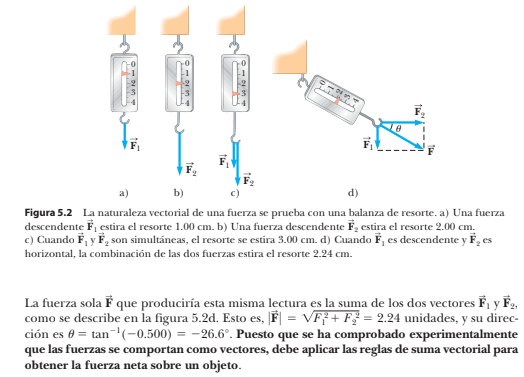 0
1
2
3
4
0
1
2
3
4
0
1
2
3
4
0
1
2
3
4
F⃗₁
F⃗₂
F⃗₁
F⃗₂
F⃗₂
θ
F⃗₁
F⃗
a)
b)
c)
d)
Figura 5.2 La naturaleza vectorial de una fuerza se prueba con una balanza de resorte. a) Una fuerza
descendente F⃗₁ estira el resorte 1.00 cm. b) Una fuerza descendente F⃗₂ estira el resorte 2.00 cm.
c) Cuando F⃗₁ y F⃗₂ son simultáneas, el resorte se estira 3.00 cm. d) Cuando F⃗₁ es descendente y F⃗₂ es
horizontal, la combinación de las dos fuerzas estira el resorte 2.24 cm.
La fuerza sola F⃗ que produciría esta misma lectura es la suma de los dos vectores F⃗₁ y F⃗₂,
como se describe en la figura 5.2d. Esto es, |F⃗| = √F₁² + F₂² = 2.24 unidades, y su direc-
ción es θ = tan⁻¹(−0.500) = −26.6°. Puesto que se ha comprobado experimentalmente
que las fuerzas se comportan como vectores, debe aplicar las reglas de suma vectorial para
obtener la fuerza neta sobre un objeto.